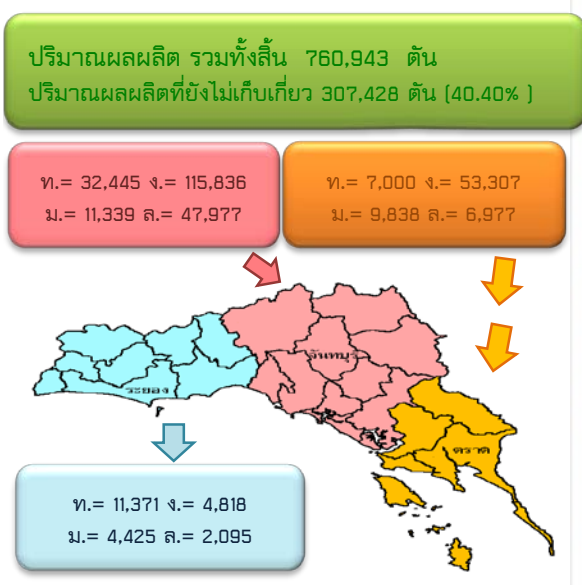 ปริมาณผลผลิต รวมทั้งสิ้น 760,943 ตัน
ปริมาณผลผลิตที่ยังไม่เก็บเกี่ยว 307,428 ตัน (40.40% )
ท.= 32,445 ง.= 115,836
ม.= 11,339 ล.= 47,977
ท.= 7,000 ง.= 53,307
ม.= 9,838 ล.= 6,977
จันทบุรี
ระยอง
ตราด
ท.= 11,371 ง.= 4,818
ม.= 4,425 ล.= 2,095